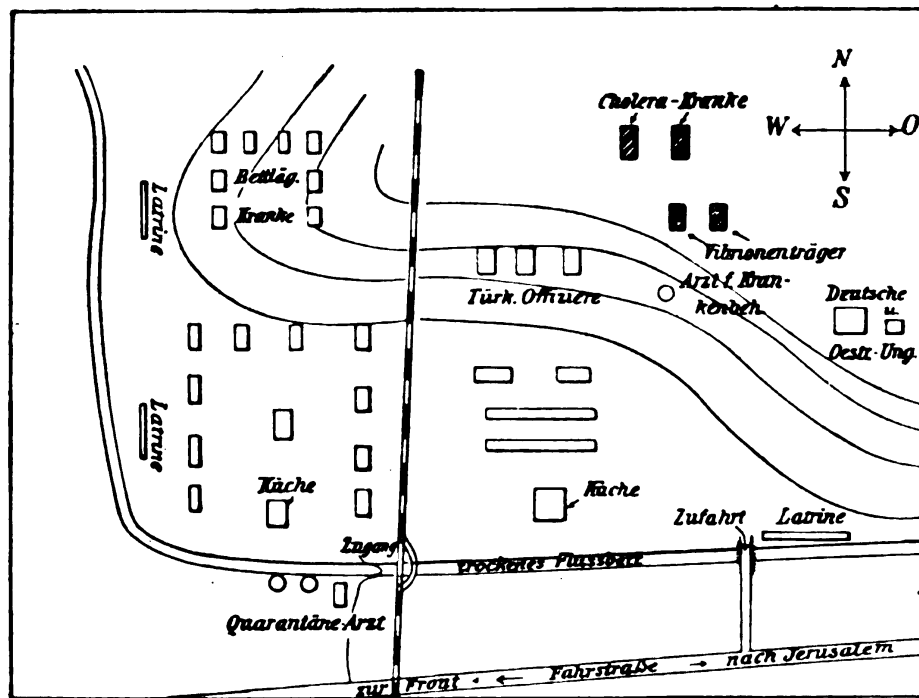 N
W O
S
Cholera-Kranke
Bettläg.
Kranke
Latrine
Vibrionenträger
Arzt f. Kran-
kenbeh.
Türk. Offiziere
Deutsche
u.
Oestr.-Ung.
Latrine
Küche
Küche
Zufahrt
Latrine
Zugang
trockenes Flussbett
Quarantäne-Arzt
zur Front
Fahrstraße
nach Jerusalem